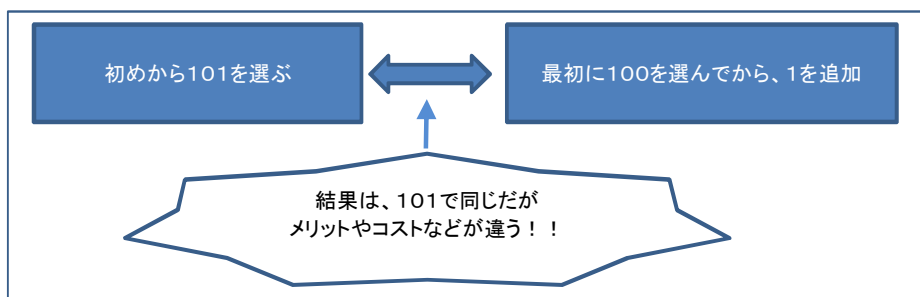 初めから１０１を選ぶ
最初に１００を選んでから、１を追加
結果は、１０１で同じだが
メリットやコストなどが違う！！